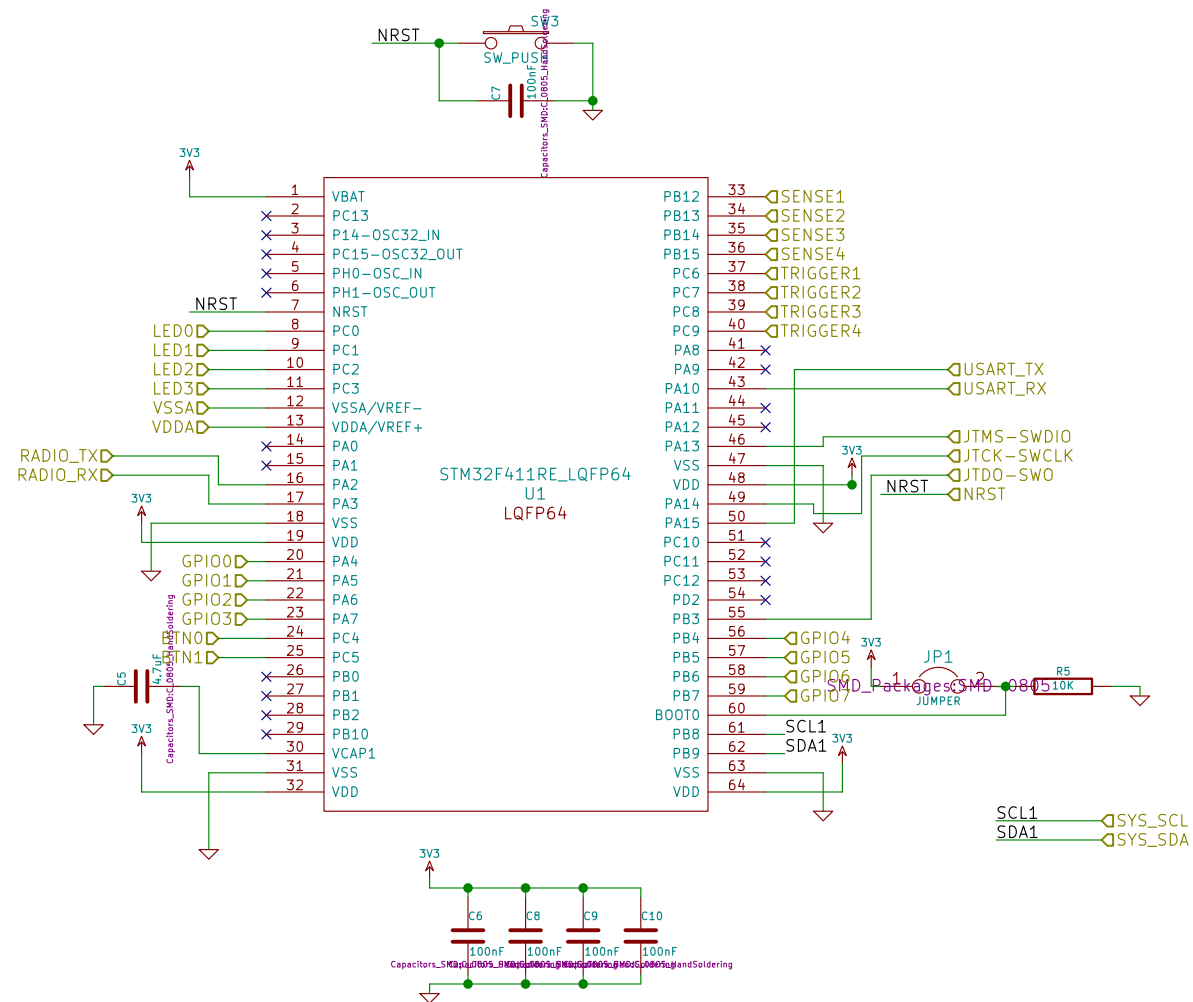 NRST
SW3
SW_PUSH
C7
100nF
Capacitors_SMD:C_0805_HandSoldering
3V3
1 VBAT
2 PC13
3 P14-OSC32_IN
4 PC15-OSC32_OUT
5 PH0-OSC_IN
6 PH1-OSC_OUT
NRST 7 NRST
LED0 8 PC0
LED1 9 PC1
LED2 10 PC2
LED3 11 PC3
VSSA 12 VSSA/VREF-
VDDA 13 VDDA/VREF+
14 PA0
15 PA1
RADIO_TX 16 PA2
RADIO_RX 17 PA3
3V3
18 VSS
19 VDD
GPIO0 20 PA4
GPIO1 21 PA5
GPIO2 22 PA6
GPIO3 23 PA7
BTN0 24 PC4
BTN1 25 PC5
26 PB0
27 PB1
28 PB2
29 PB10
30 VCAP1
31 VSS
32 VDD
C5
4.7uF
Capacitors_SMD:C_0805_HandSoldering
3V3
STM32F411RE_LQFP64
U1
LQFP64
PB12 33 SENSE1
PB13 34 SENSE2
PB14 35 SENSE3
PB15 36 SENSE4
PC6 37 TRIGGER1
PC7 38 TRIGGER2
PC8 39 TRIGGER3
PC9 40 TRIGGER4
PA8 41
PA9 42
PA10 43
PA11 44
PA12 45
PA13 46
VSS 47
VDD 48
PA14 49
PA15 50
PC10 51
PC11 52
PC12 53
PD2 54
PB3 55
PB4 56 GPIO4
PB5 57 GPIO5
PB6 58 GPIO6
PB7 59 GPIO7
BOOT0 60
PB8 61 SCL1
PB9 62 SDA1
VSS 63
VDD 64
USART_TX
USART_RX
JTMS-SWDIO
JTCK-SWCLK
JTDO-SWO
NRST NRST
3V3
3V3
JP1
1 2
JUMPER
SMD_Packages:SMD-0805
R5
10K
3V3
SCL1 SYS_SCL
SDA1 SYS_SDA
3V3
C6 C8 C9 C10
100nF 100nF 100nF 100nF